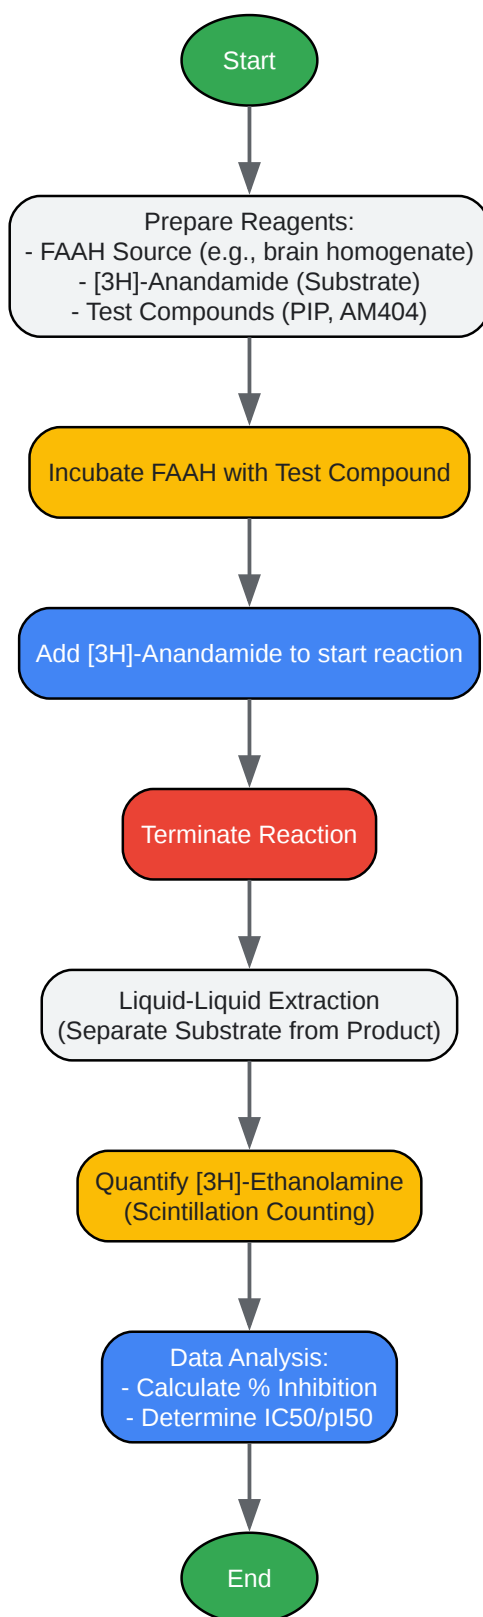 Start
Prepare Reagents:
- FAAH Source (e.g., brain homogenate)
- [3H]-Anandamide (Substrate)
- Test Compounds (PIP, AM404)
Incubate FAAH with Test Compound
Add [3H]-Anandamide to start reaction
Terminate Reaction
Liquid-Liquid Extraction
(Separate Substrate from Product)
Quantify [3H]-Ethanolamine
(Scintillation Counting)
Data Analysis:
- Calculate % Inhibition
- Determine IC50/pI50
End